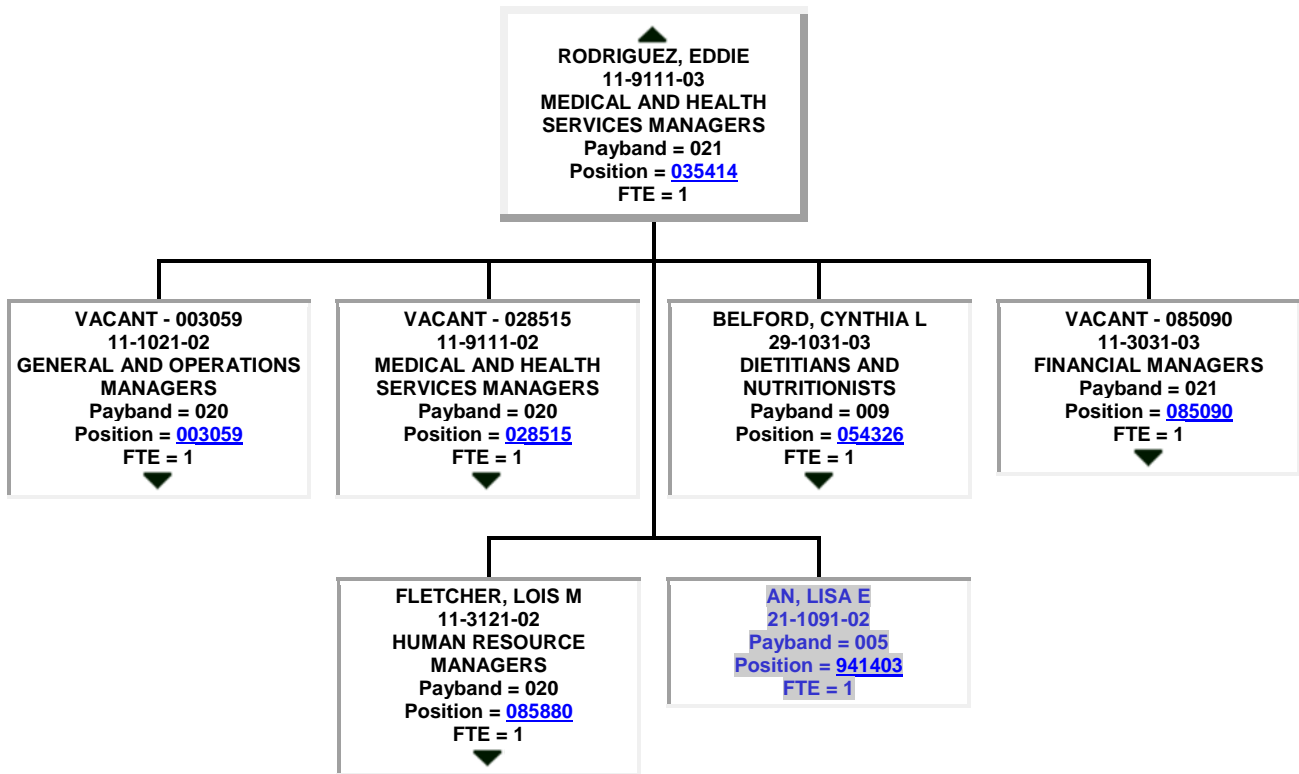 RODRIGUEZ, EDDIE
11-9111-03
MEDICAL AND HEALTH
SERVICES MANAGERS
Payband = 021
Position = 035414
FTE = 1
VACANT - 003059
11-1021-02
GENERAL AND OPERATIONS
MANAGERS
Payband = 020
Position = 003059
FTE = 1
VACANT - 028515
11-9111-02
MEDICAL AND HEALTH
SERVICES MANAGERS
Payband = 020
Position = 028515
FTE = 1
BELFORD, CYNTHIA L
29-1031-03
DIETITIANS AND
NUTRITIONISTS
Payband = 009
Position = 054326
FTE = 1
VACANT - 085090
11-3031-03
FINANCIAL MANAGERS
Payband = 021
Position = 085090
FTE = 1
FLETCHER, LOIS M
11-3121-02
HUMAN RESOURCE
MANAGERS
Payband = 020
Position = 085880
FTE = 1
AN, LISA E
21-1091-02
Payband = 005
Position = 941403
FTE = 1